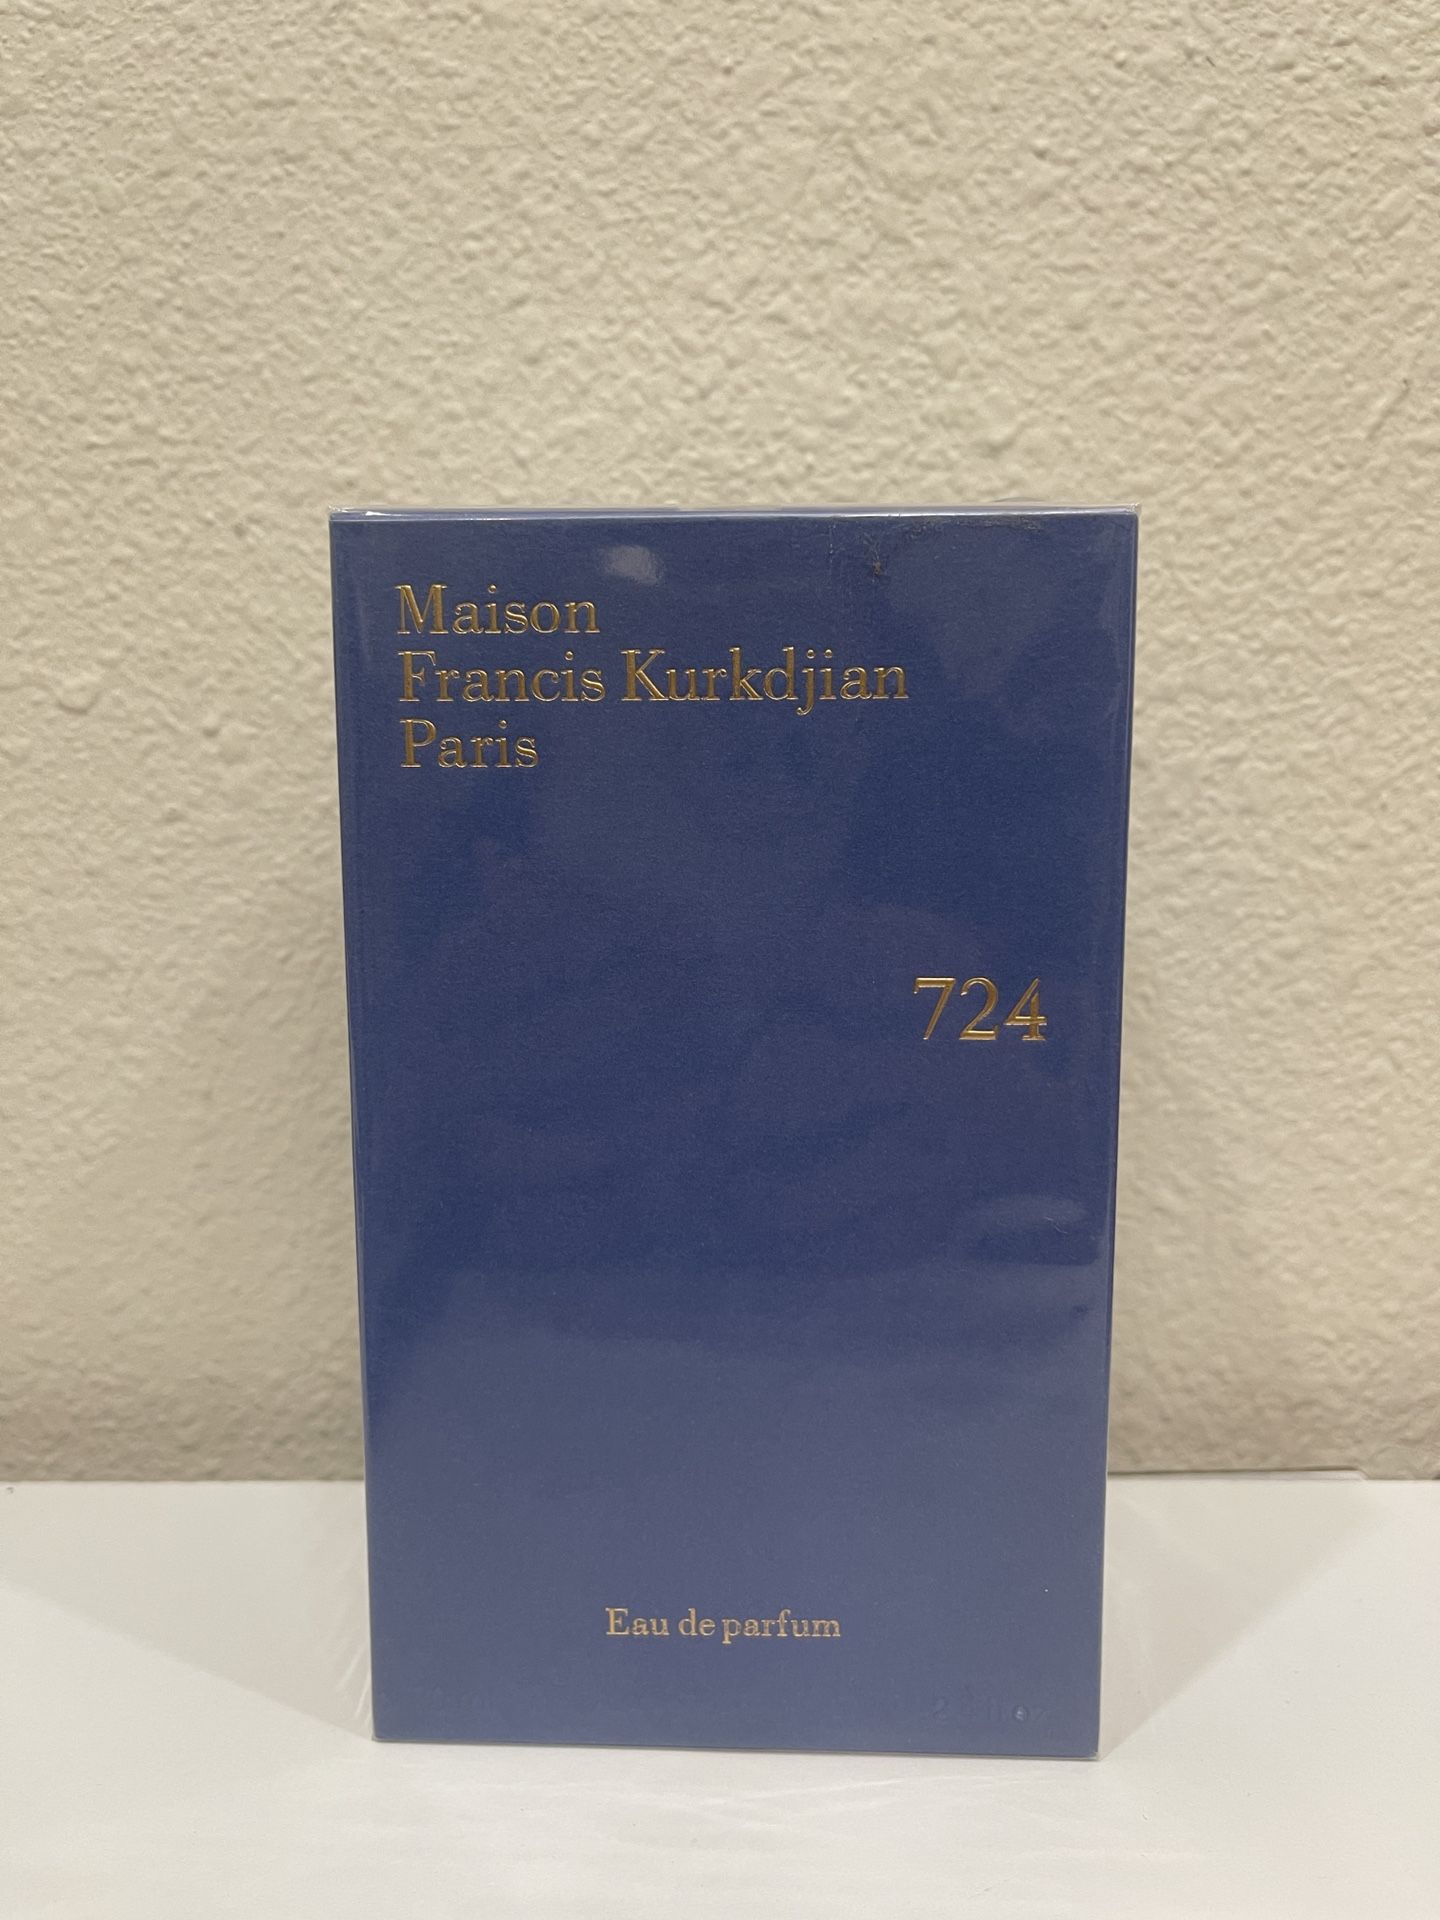 Maison
Francis Kurkdjian
Paris
724
Eau de parfum